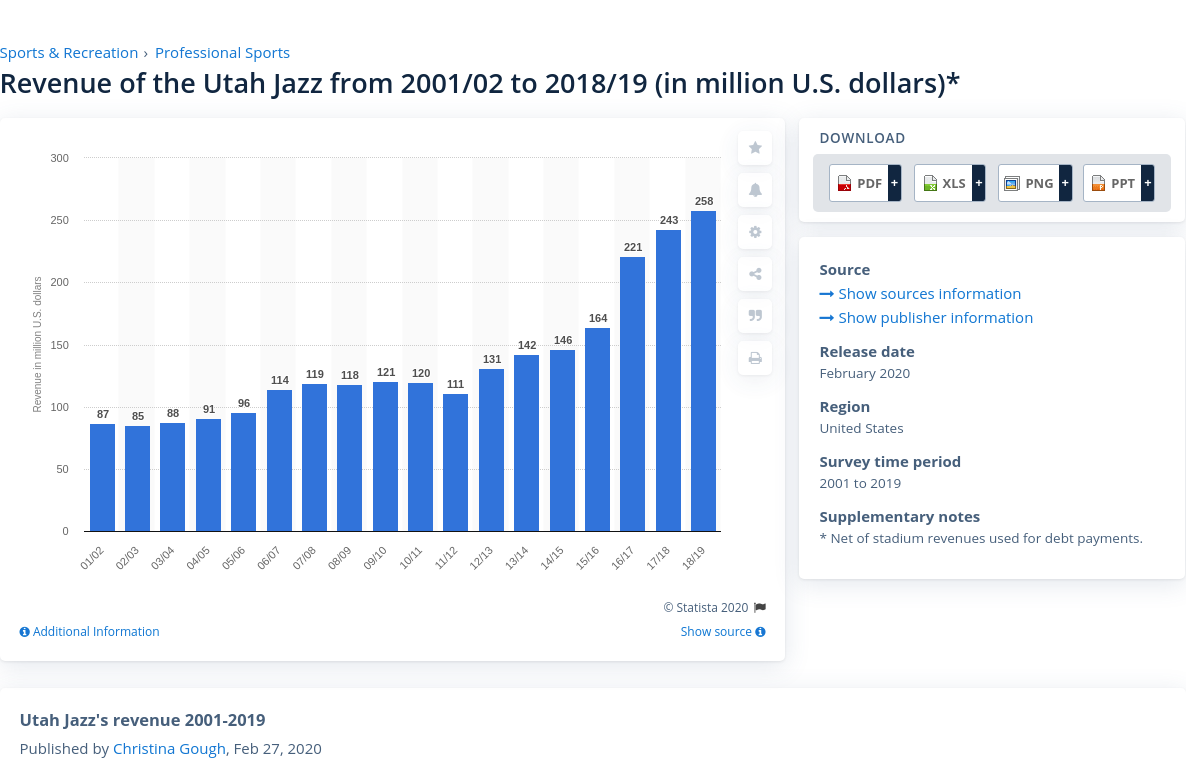 Sports & Recreation › Professional Sports
Revenue of the Utah Jazz from 2001/02 to 2018/19 (in million U.S. dollars)*
300
250
200
150
100
50
0
Revenue in million U.S. dollars
87
85
88
91
96
114
119
118
121
120
111
131
142
146
164
221
243
258
01/02
02/03
03/04
04/05
05/06
06/07
07/08
08/09
09/10
10/11
11/12
12/13
13/14
14/15
15/16
16/17
17/18
18/19
© Statista 2020
Additional Information
Show source
DOWNLOAD
PDF +
XLS +
PNG +
PPT +
Source
Show sources information
Show publisher information
Release date
February 2020
Region
United States
Survey time period
2001 to 2019
Supplementary notes
* Net of stadium revenues used for debt payments.
Utah Jazz's revenue 2001-2019
Published by Christina Gough, Feb 27, 2020